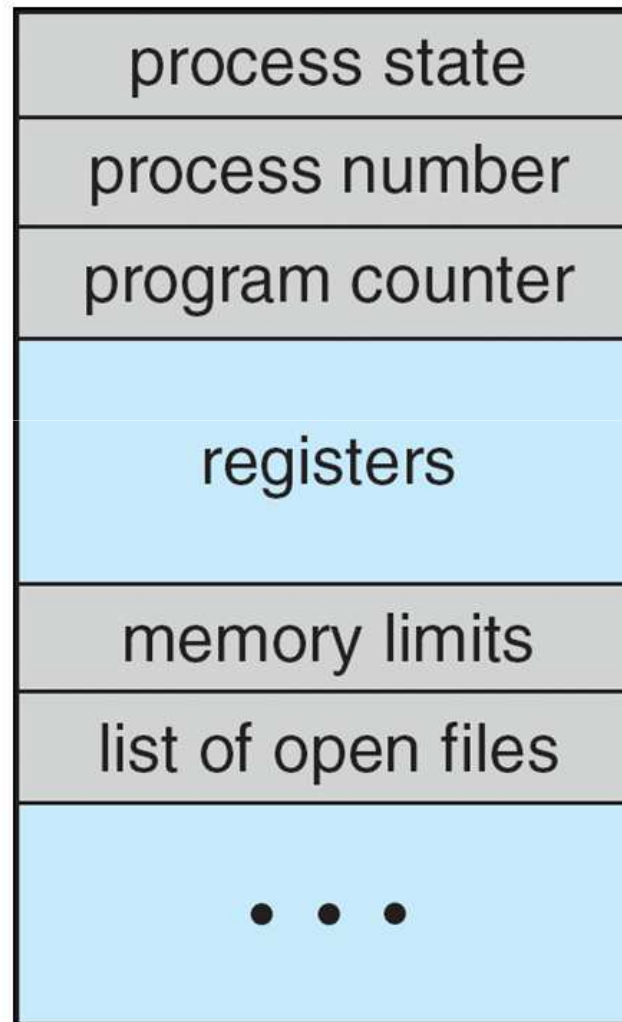 process state
process number
program counter
registers
memory limits
list of open files
• • •